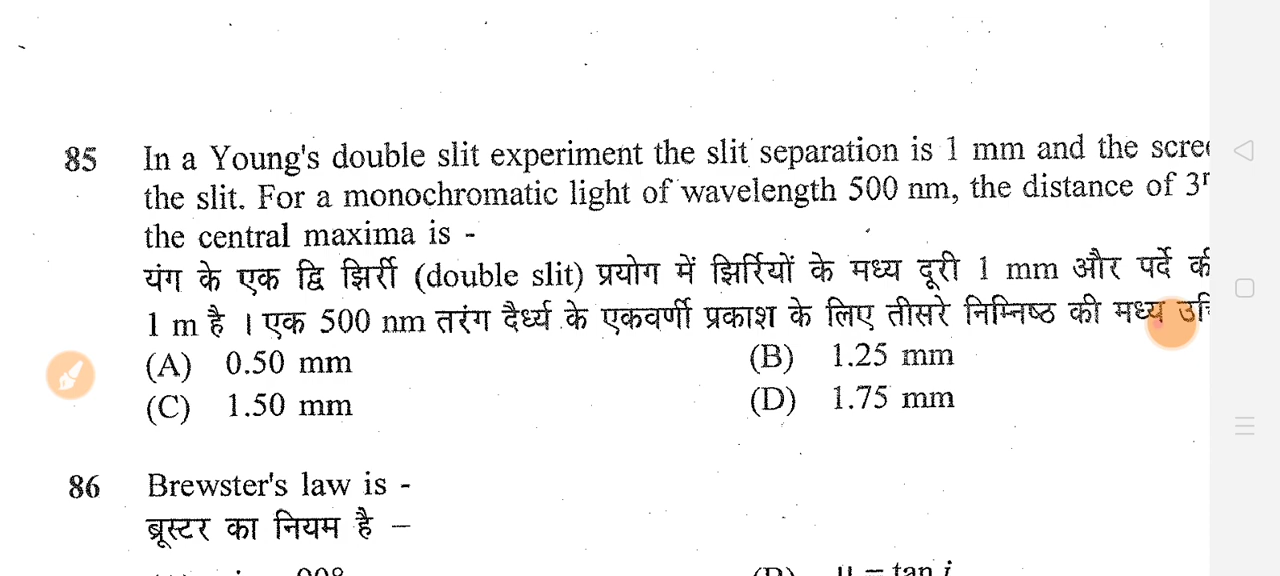 85 In a Young's double slit experiment the slit separation is 1 mm and the scre
the slit. For a monochromatic light of wavelength 500 nm, the distance of 3r
the central maxima is -
यंग के एक द्वि झिर्री (double slit) प्रयोग में झिर्रियों के मध्य दूरी 1 mm और पर्दे की
1 m है । एक 500 nm तरंग दैर्ध्य के एकवर्णी प्रकाश के लिए तीसरे निम्निष्ठ की मध्य
(A) 0.50 mm (B) 1.25 mm
(C) 1.50 mm (D) 1.75 mm
86 Brewster's law is -
ब्रूस्टर का नियम है –
μ = tan i